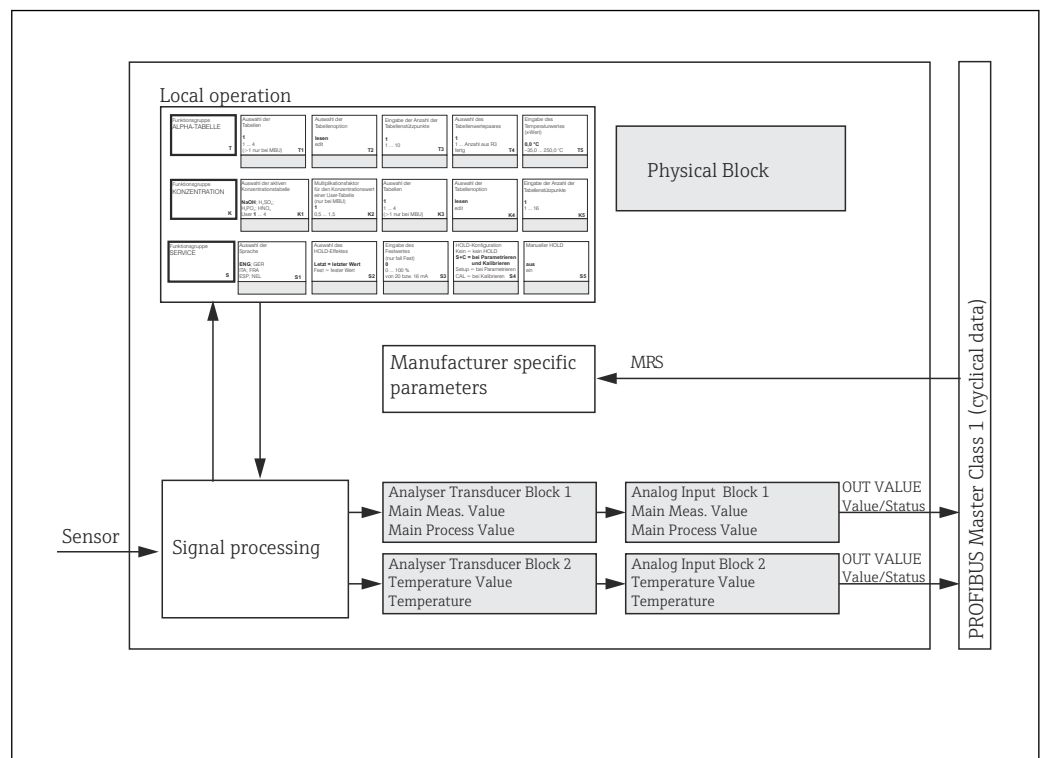 Local operation
Funktionsgruppe
ALPHA-TABELLE
T
Auswahl der
Tabellen
1
1 ... 4
(>1 nur bei MBU)
T1
Auswahl der
Tabellenoption
lesen
edit
T2
Eingabe der Anzahl der
Tabellenstützpunkte
1
1 ... 10
T3
Auswahl des
Tabellenwertpaares
1
1 ... Anzahl aus R3
fertig
T4
Eingabe des
Temperaturwertes
(x-Wert)
0,0 °C
-35,0 ... 250,0 °C
T5
Funktionsgruppe
KONZENTRATION
K
Auswahl der aktiven
Konzentrationstabelle
NaOH; H₂SO₄;
H₃PO₄; HNO₃
User 1 ... 4
K1
Multiplikationsfaktor
für den Konzentrationswert
einer User-Tabelle
(nur bei MBU)
1
0,5 ... 1,5
K2
Auswahl der
Tabellen
1
1 ... 4
(>1 nur bei MBU)
K3
Auswahl der
Tabellenoption
lesen
edit
K4
Eingabe der Anzahl der
Tabellenstützpunkte
1
1 ... 16
K5
Funktionsgruppe
SERVICE
S
Auswahl der
Sprache
ENG; GER
ITA; FRA
ESP; NEL
S1
Auswahl des
HOLD-Effektes
Letzt = letzter Wert
Fest = fester Wert
S2
Eingabe des
Festwertes
(nur fall Fest)
0
0 ... 100 %
von 20 bzw. 16 mA
S3
HOLD-Konfiguration
Kein = kein HOLD
S+C = bei Parametrieren
und Kalibrieren
Setup = bei Parametrieren
CAL = bei Kalibrieren
S4
Manueller HOLD
aus
ein
S5
Physical Block
Manufacturer specific
parameters
MRS
Sensor
Signal processing
Analyser Transducer Block 1
Main Meas. Value
Main Process Value
Analog Input Block 1
Main Meas. Value
Main Process Value
OUT VALUE
Value/Status
Analyser Transducer Block 2
Temperature Value
Temperature
Analog Input Block 2
Temperature Value
Temperature
OUT VALUE
Value/Status
PROFIBUS Master Class 1 (cyclical data)